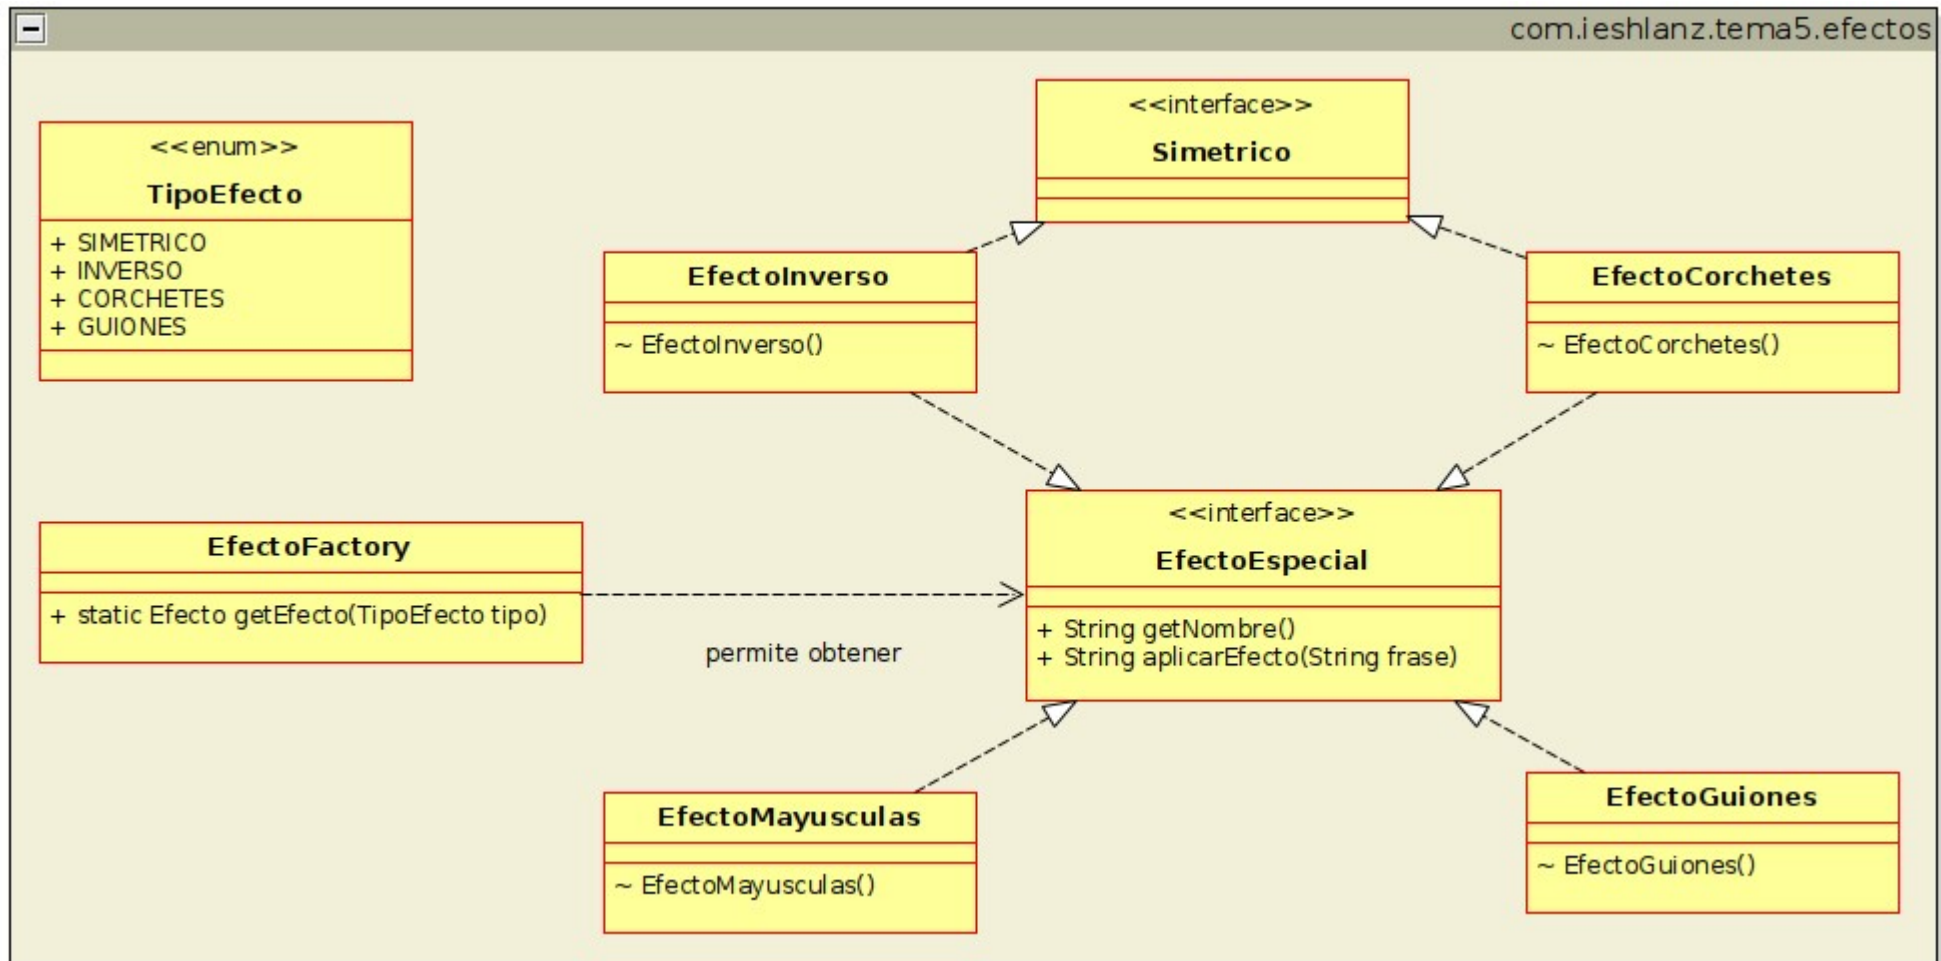 com.ieshlanz.tema5.efectos
<<enum>>
TipoEfecto
+ SIMETRICO
+ INVERSO
+ CORCHETES
+ GUIONES
<<interface>>
Simetrico
EfectoInverso
~ EfectoInverso()
EfectoCorchetes
~ EfectoCorchetes()
EfectoFactory
+ static Efecto getEfecto(TipoEfecto tipo)
permite obtener
<<interface>>
EfectoEspecial
+ String getNombre()
+ String aplicarEfecto(String frase)
EfectoMayusculas
~ EfectoMayusculas()
EfectoGuiones
~ EfectoGuiones()